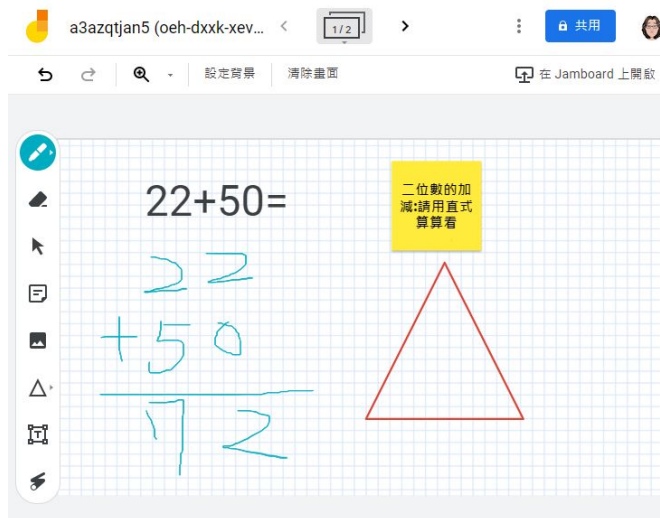 a3azqtjan5 (oeh-dxxk-xev...
1/2
共用
設定背景
清除畫面
在 Jamboard 上開啟
22+50=
二位數的加
減:請用直式
算算看
22
+50
72
T